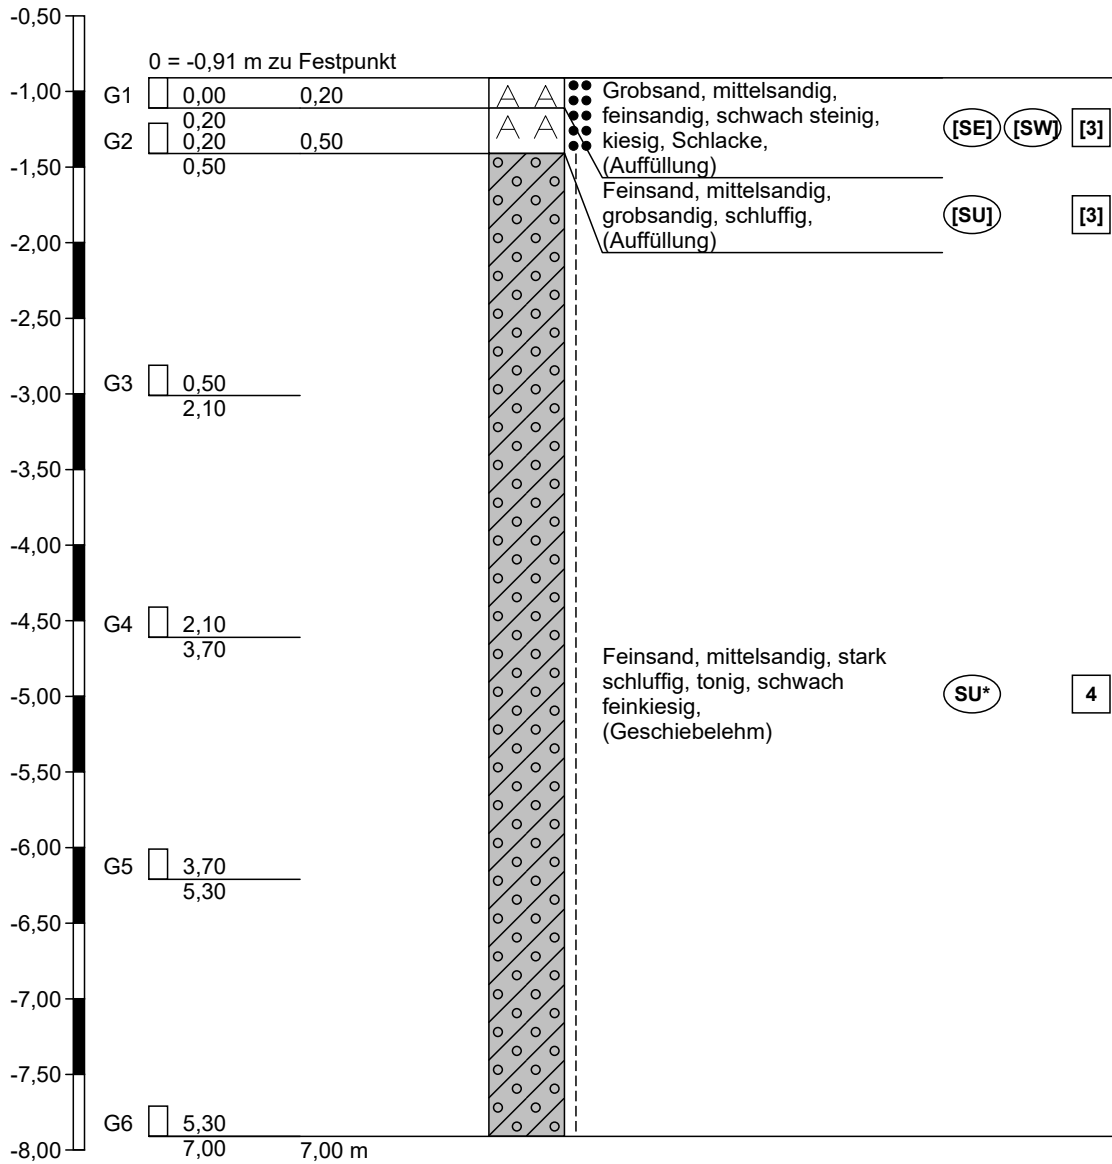 -0,50
0 = -0,91 m zu Festpunkt
-1,00
G1 0,00 0,20
0,20
G2 0,20 0,50
0,50
Grobsand, mittelsandig,
feinsandig, schwach steinig,
kiesig, Schlacke,
(Auffüllung)
[SE] [SW] [3]
-1,50
Feinsand, mittelsandig,
grobsandig, schluffig,
(Auffüllung)
[SU] [3]
-2,00
-2,50
-3,00
G3 0,50
2,10
-3,50
-4,00
-4,50
G4 2,10
3,70
Feinsand, mittelsandig, stark
schluffig, tonig, schwach
feinkiesig,
(Geschiebelehm)
SU* 4
-5,00
-5,50
-6,00
G5 3,70
5,30
-6,50
-7,00
-7,50
G6 5,30
7,00 7,00 m
-8,00
A A
A A